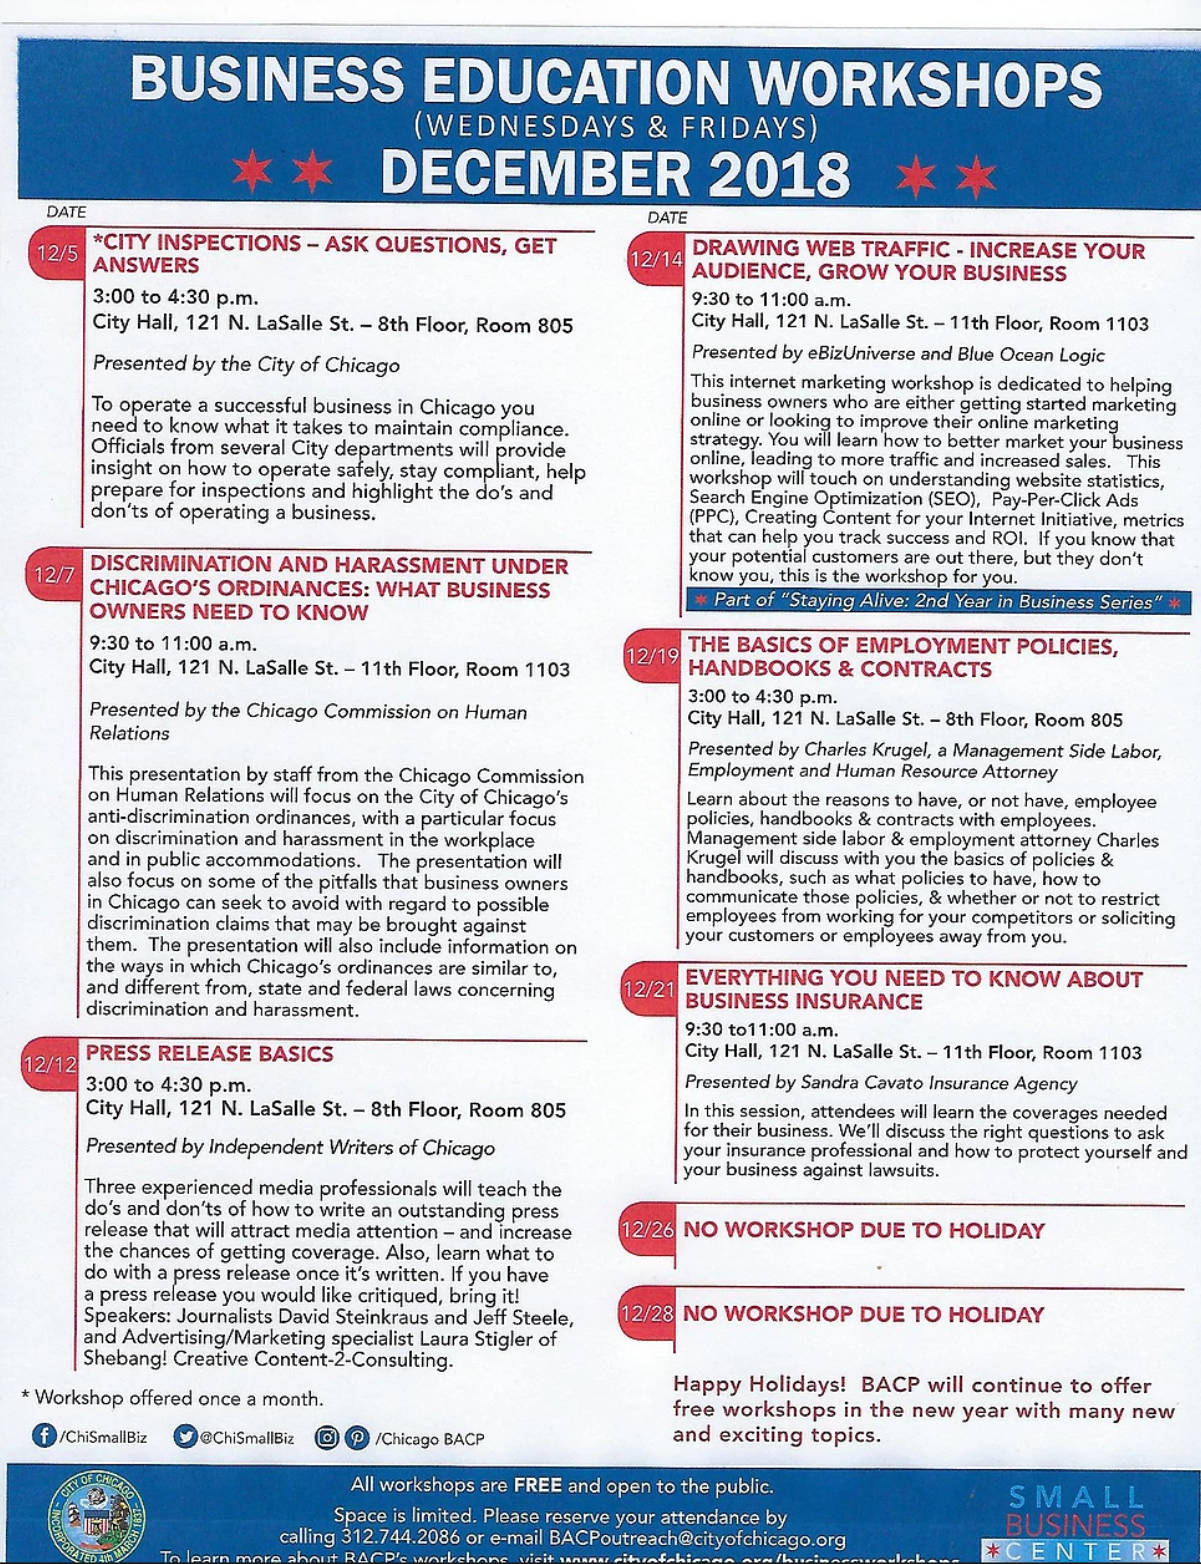 BUSINESS EDUCATION WORKSHOPS
(WEDNESDAYS & FRIDAYS)
DECEMBER 2018
DATE
12/5
*CITY INSPECTIONS – ASK QUESTIONS, GET
ANSWERS
3:00 to 4:30 p.m.
City Hall, 121 N. LaSalle St. – 8th Floor, Room 805
Presented by the City of Chicago
To operate a successful business in Chicago you
need to know what it takes to maintain compliance.
Officials from several City departments will provide
insight on how to operate safely, stay compliant, help
prepare for inspections and highlight the do's and
don'ts of operating a business.
12/7
DISCRIMINATION AND HARASSMENT UNDER
CHICAGO'S ORDINANCES: WHAT BUSINESS
OWNERS NEED TO KNOW
9:30 to 11:00 a.m.
City Hall, 121 N. LaSalle St. – 11th Floor, Room 1103
Presented by the Chicago Commission on Human
Relations
This presentation by staff from the Chicago Commission
on Human Relations will focus on the City of Chicago's
anti-discrimination ordinances, with a particular focus
on discrimination and harassment in the workplace
and in public accommodations. The presentation will
also focus on some of the pitfalls that business owners
in Chicago can seek to avoid with regard to possible
discrimination claims that may be brought against
them. The presentation will also include information on
the ways in which Chicago's ordinances are similar to,
and different from, state and federal laws concerning
discrimination and harassment.
12/12
PRESS RELEASE BASICS
3:00 to 4:30 p.m.
City Hall, 121 N. LaSalle St. – 8th Floor, Room 805
Presented by Independent Writers of Chicago
Three experienced media professionals will teach the
do's and don'ts of how to write an outstanding press
release that will attract media attention – and increase
the chances of getting coverage. Also, learn what to
do with a press release once it's written. If you have
a press release you would like critiqued, bring it!
Speakers: Journalists David Steinkraus and Jeff Steele,
and Advertising/Marketing specialist Laura Stigler of
Shebang! Creative Content-2-Consulting.
* Workshop offered once a month.
/ChiSmallBiz @ChiSmallBiz /Chicago BACP
DATE
12/14
DRAWING WEB TRAFFIC - INCREASE YOUR
AUDIENCE, GROW YOUR BUSINESS
9:30 to 11:00 a.m.
City Hall, 121 N. LaSalle St. – 11th Floor, Room 1103
Presented by eBizUniverse and Blue Ocean Logic
This internet marketing workshop is dedicated to helping
business owners who are either getting started marketing
online or looking to improve their online marketing
strategy. You will learn how to better market your business
online, leading to more traffic and increased sales. This
workshop will touch on understanding website statistics,
Search Engine Optimization (SEO), Pay-Per-Click Ads
(PPC), Creating Content for your Internet Initiative, metrics
that can help you track success and ROI. If you know that
your potential customers are out there, but they don't
know you, this is the workshop for you.
Part of "Staying Alive: 2nd Year in Business Series"
12/19
THE BASICS OF EMPLOYMENT POLICIES,
HANDBOOKS & CONTRACTS
3:00 to 4:30 p.m.
City Hall, 121 N. LaSalle St. – 8th Floor, Room 805
Presented by Charles Krugel, a Management Side Labor,
Employment and Human Resource Attorney
Learn about the reasons to have, or not have, employee
policies, handbooks & contracts with employees.
Management side labor & employment attorney Charles
Krugel will discuss with you the basics of policies &
handbooks, such as what policies to have, how to
communicate those policies, & whether or not to restrict
employees from working for your competitors or soliciting
your customers or employees away from you.
12/21
EVERYTHING YOU NEED TO KNOW ABOUT
BUSINESS INSURANCE
9:30 to11:00 a.m.
City Hall, 121 N. LaSalle St. – 11th Floor, Room 1103
Presented by Sandra Cavato Insurance Agency
In this session, attendees will learn the coverages needed
for their business. We'll discuss the right questions to ask
your insurance professional and how to protect yourself and
your business against lawsuits.
12/26
NO WORKSHOP DUE TO HOLIDAY
12/28
NO WORKSHOP DUE TO HOLIDAY
Happy Holidays! BACP will continue to offer
free workshops in the new year with many new
and exciting topics.
CITY OF CHICAGO
INCORPORATED 4th MARCH 1837
All workshops are FREE and open to the public.
Space is limited. Please reserve your attendance by
calling 312.744.2086 or e-mail BACPoutreach@cityofchicago.org
To learn more about BACP's workshops, visit www.cityofchicago.org/businessworkshops
SMALL
BUSINESS
CENTER